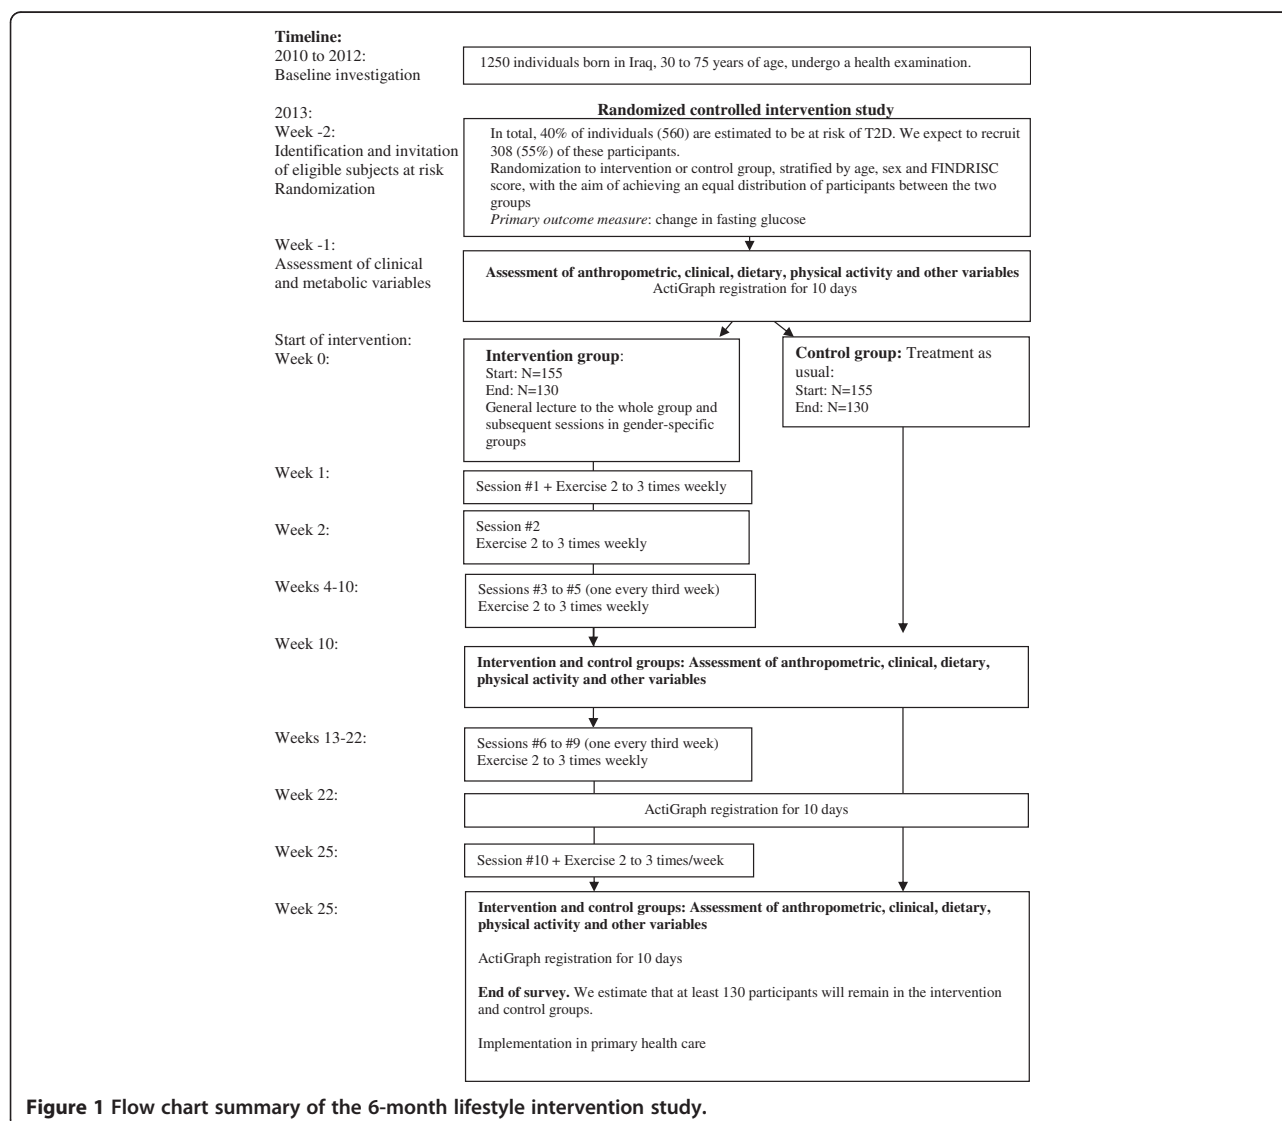 Timeline:
2010 to 2012:
Baseline investigation
1250 individuals born in Iraq, 30 to 75 years of age, undergo a health examination.
2013:
Week -2:
Identification and invitation
of eligible subjects at risk
Randomization
Randomized controlled intervention study
In total, 40% of individuals (560) are estimated to be at risk of T2D. We expect to recruit
308 (55%) of these participants.
Randomization to intervention or control group, stratified by age, sex and FINDRISC
score, with the aim of achieving an equal distribution of participants between the two
groups
Primary outcome measure: change in fasting glucose
Week -1:
Assessment of clinical
and metabolic variables
Assessment of anthropometric, clinical, dietary, physical activity and other variables
ActiGraph registration for 10 days
Start of intervention:
Week 0:
Intervention group:
Start: N=155
End: N=130
General lecture to the whole group and
subsequent sessions in gender-specific
groups
Control group: Treatment as
usual:
Start: N=155
End: N=130
Week 1:
Session #1 + Exercise 2 to 3 times weekly
Week 2:
Session #2
Exercise 2 to 3 times weekly
Weeks 4-10:
Sessions #3 to #5 (one every third week)
Exercise 2 to 3 times weekly
Week 10:
Intervention and control groups: Assessment of anthropometric, clinical, dietary,
physical activity and other variables
Weeks 13-22:
Sessions #6 to #9 (one every third week)
Exercise 2 to 3 times weekly
Week 22:
ActiGraph registration for 10 days
Week 25:
Session #10 + Exercise 2 to 3 times/week
Week 25:
Intervention and control groups: Assessment of anthropometric, clinical, dietary,
physical activity and other variables
ActiGraph registration for 10 days
End of survey. We estimate that at least 130 participants will remain in the intervention
and control groups.
Implementation in primary health care
Figure 1 Flow chart summary of the 6-month lifestyle intervention study.